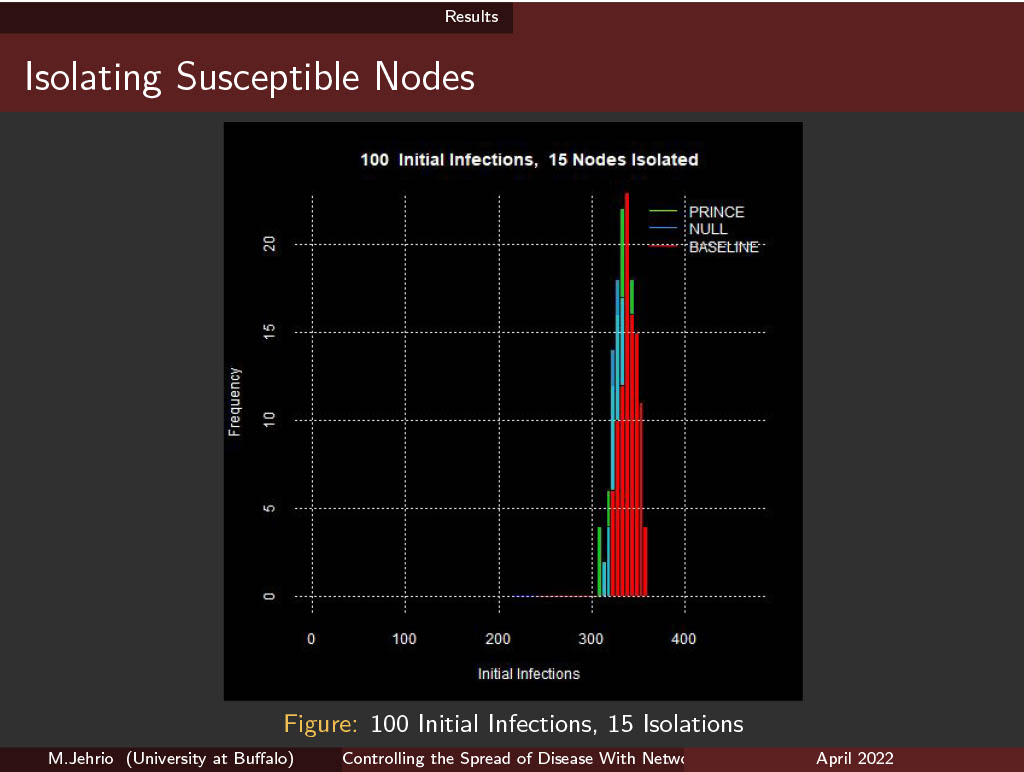 Results
Isolating Susceptible Nodes
100 Initial Infections, 15 Nodes Isolated
PRINCE
NULL
BASELINE
20
15
10
5
0
Frequency
0 100 200 300 400
Initial Infections
Figure: 100 Initial Infections, 15 Isolations
M.Jehrio (University at Buffalo) Controlling the Spread of Disease With Netwo April 2022